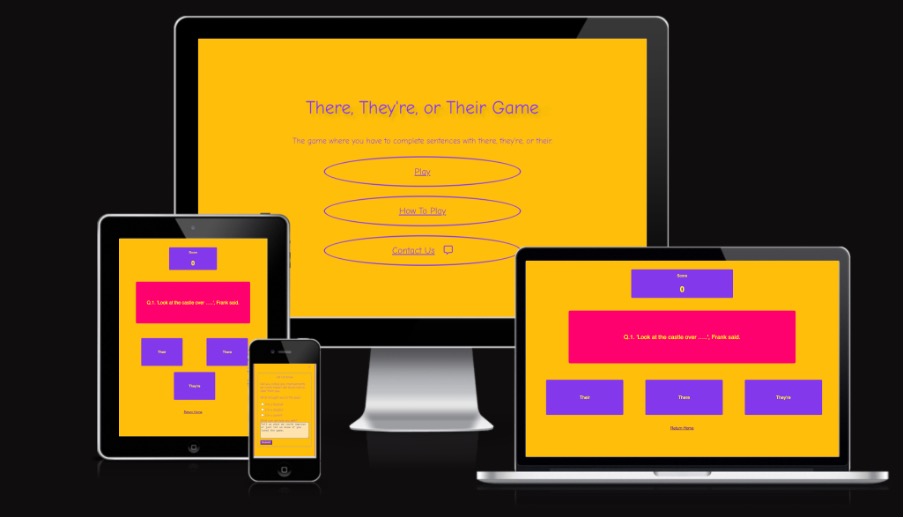 There, They're, or Their Game
The game where you have to complete sentences with there, they're, or their
Play
How To Play
Contact Us
Score
0
Q.1. 'Look at the castle over ......', Frank said.
Their
There
They're
Return Home
Score
0
Q.1. 'Look at the castle over ......', Frank said.
Their
There
They're
Return Home
Submit